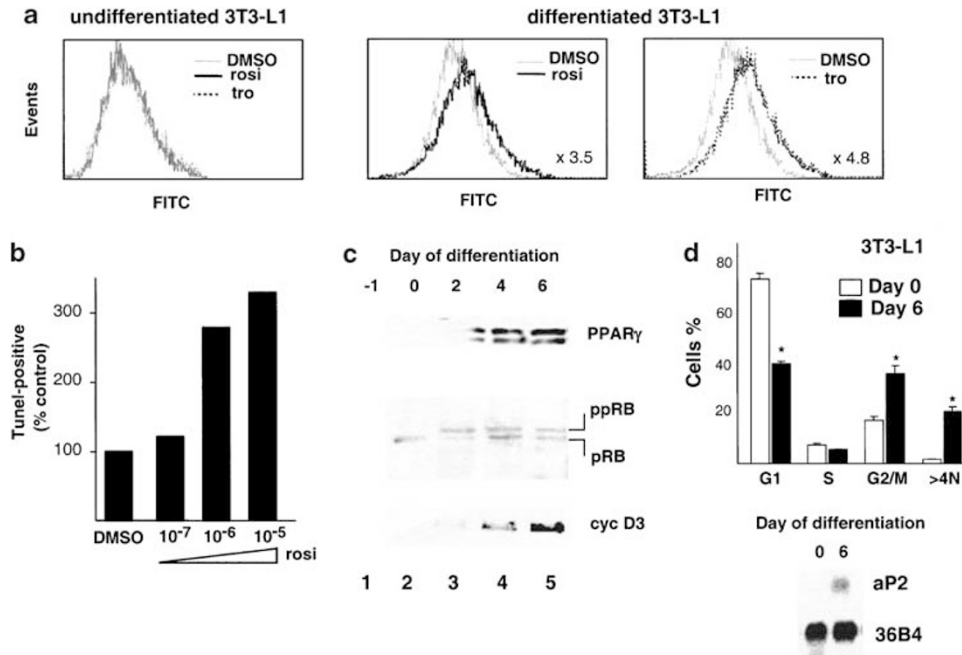 a
undifferentiated 3T3-L1
differentiated 3T3-L1
Events
DMSO
rosi
tro
FITC
DMSO
rosi
x 3.5
FITC
DMSO
tro
x 4.8
FITC
b
Tunel-positive
(% control)
300
200
100
DMSO 10-7 10-6 10-5
rosi
c
Day of differentiation
-1 0 2 4 6
PPARγ
ppRB
pRB
cyc D3
1 2 3 4 5
d
3T3-L1
Day 0
Day 6
Cells %
80
60
40
20
* * *
G1 S G2/M >4N
Day of differentiation
0 6
aP2
36B4